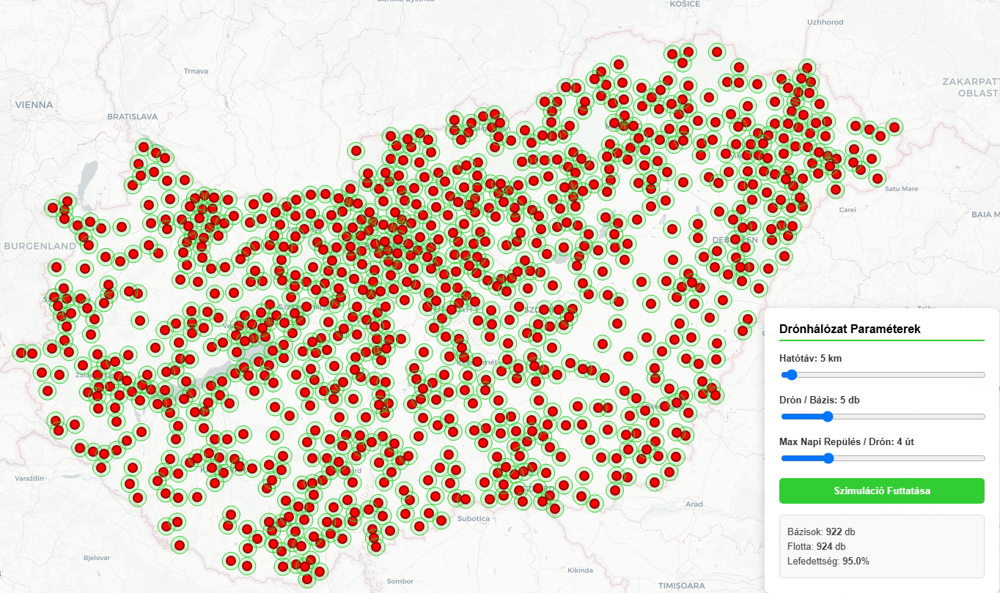 KOŠICE
Uzhhorod
Trnava
ZAKARPATT
OBLAST
VIENNA
BRATISLAVA
Satu Mare
Carei
BAIA M
BURGENLAND
DEBRECEN
Drónhálózat Paraméterek
Hatótáv: 5 km
Drón / Bázis: 5 db
Max Napi Repülés / Drón: 4 út
Szimuláció Futtatása
Bázisok: 922 db
Flotta: 924 db
Lefedettség: 95.0%
Varaždin
Arad
Subotica
Bjelovar
Kikinda
Sombor
TIMIȘOARA